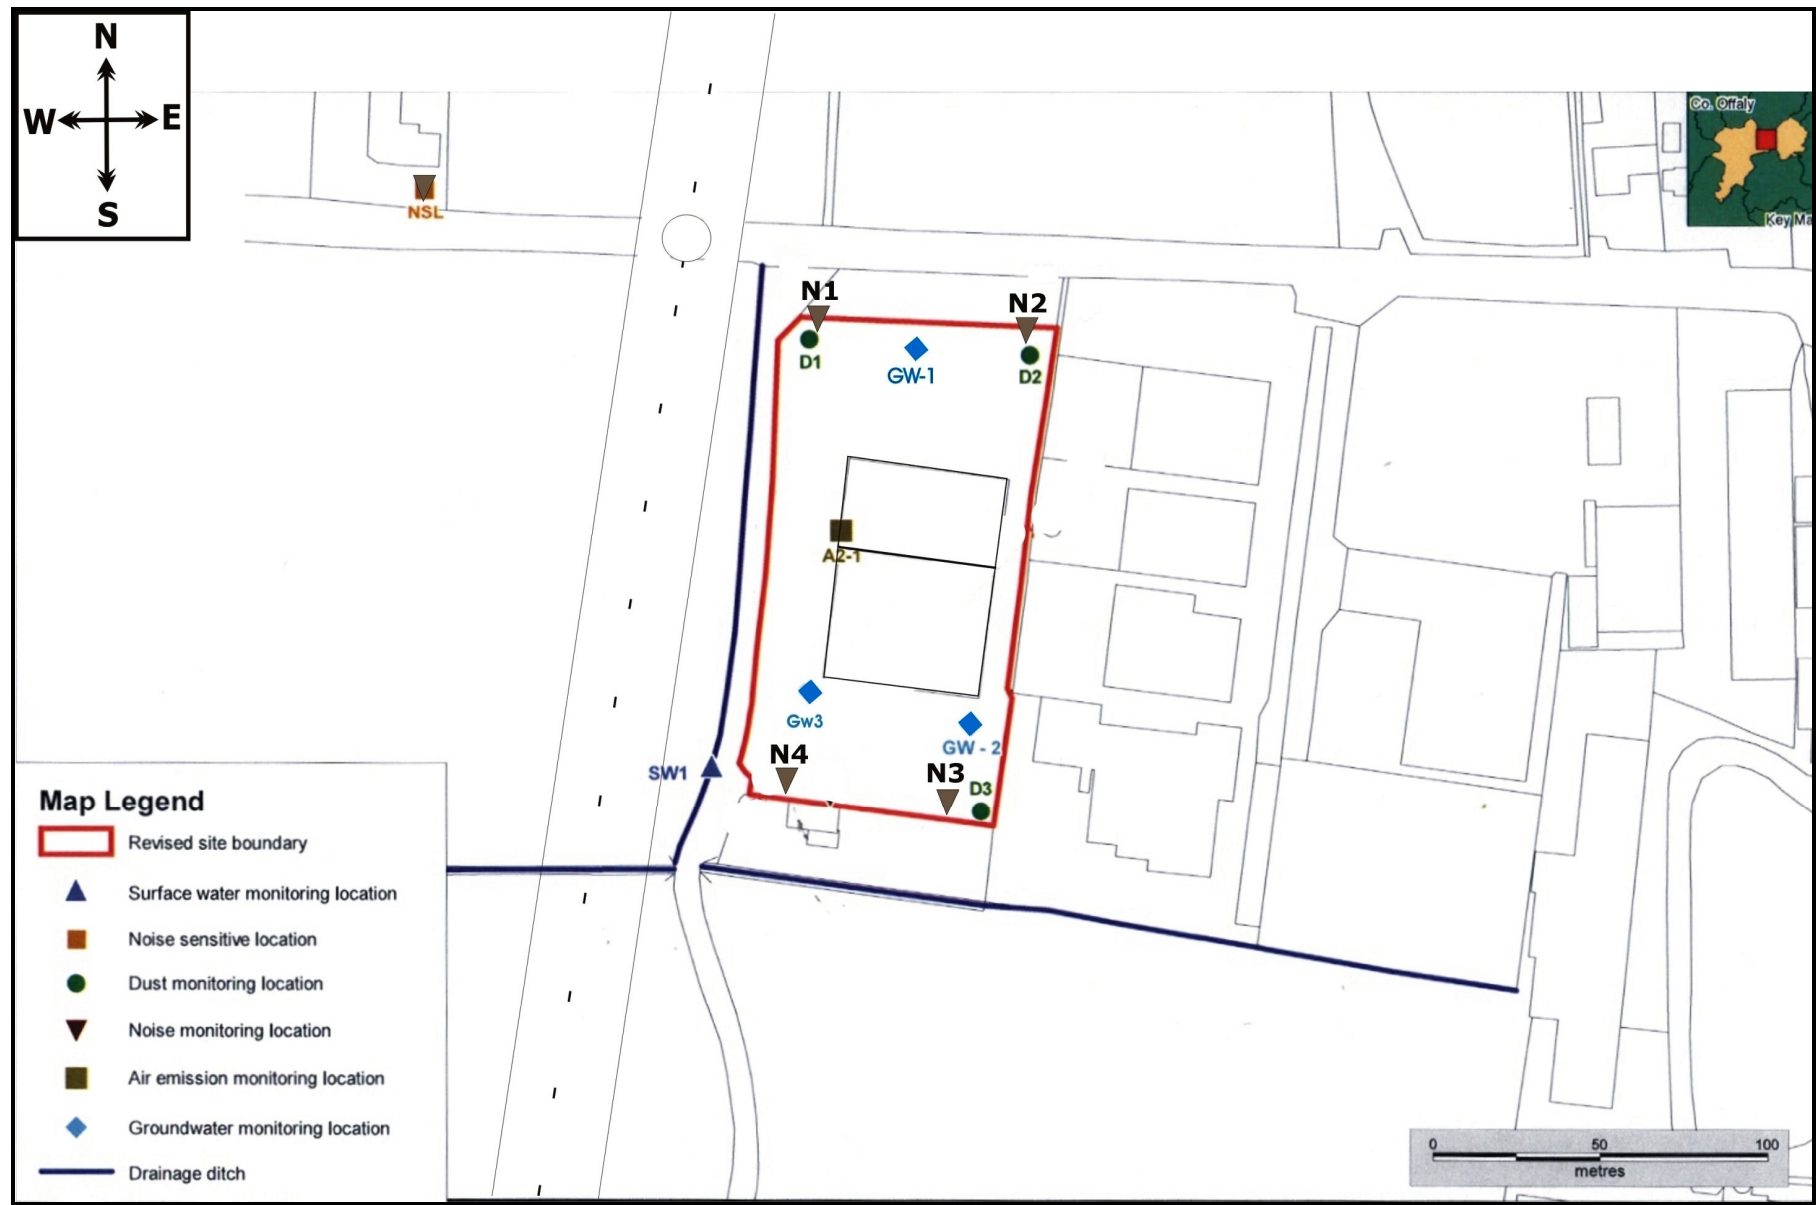 N
W E
S
Co. Offaly
Key Ma
NSL
N1
N2
D1
GW-1
D2
A2-1
Gw3
GW - 2
SW1
N4
N3
D3
Map Legend
Revised site boundary
Surface water monitoring location
Noise sensitive location
Dust monitoring location
Noise monitoring location
Air emission monitoring location
Groundwater monitoring location
Drainage ditch
0 50 100
metres